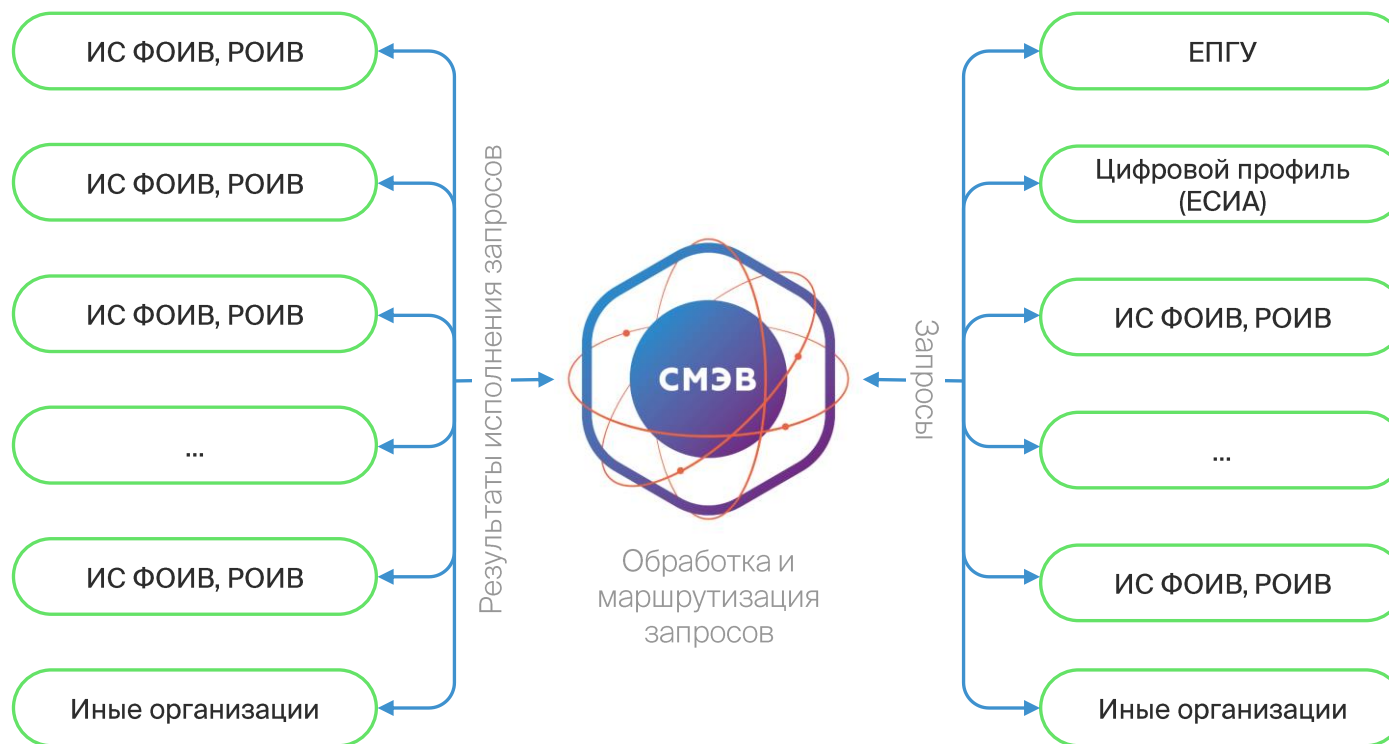 ИС ФОИВ, РОИВ
ИС ФОИВ, РОИВ
ИС ФОИВ, РОИВ
...
ИС ФОИВ, РОИВ
Иные организации
Результаты исполнения запросов
СМЭВ
Обработка и
маршрутизация
запросов
Запросы
ЕПГУ
Цифровой профиль
(ЕСИА)
ИС ФОИВ, РОИВ
...
ИС ФОИВ, РОИВ
Иные организации